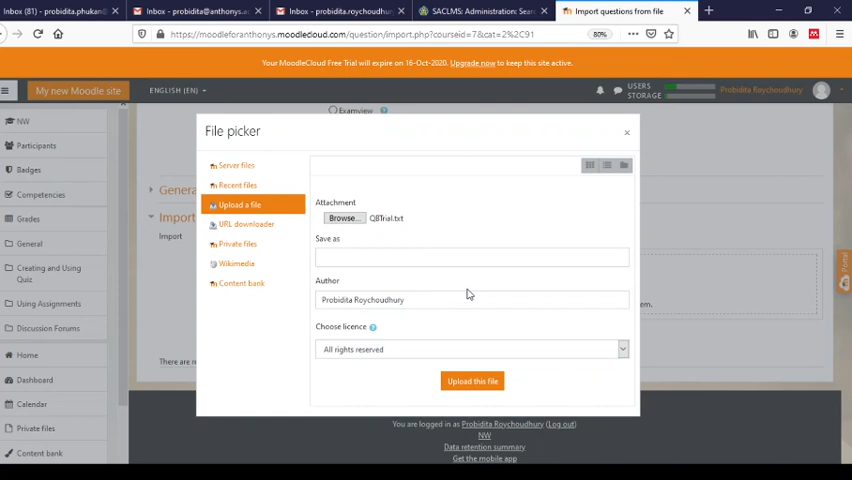 Inbox (81) - probidita.phukan@
Inbox - probidita@anthonys.a
Inbox - probidita.roychoudhur
SACLMS: Administration: Sear
Import questions from file
https://moodleforanthonys.moodlecloud.com/question/import.php?courseid=7&cat=2%2C91
80%
Your MoodleCloud Free Trial will expire on 16-Oct-2020. Upgrade now to keep this site active.
My new Moodle site
ENGLISH (EN)
USERS
STORAGE
Probidita Roychoudhury
NW
Participants
Badges
Competencies
Grades
General
Creating and Using
Quiz
Using Assignments
Discussion Forums
Home
Dashboard
Calendar
Private files
Content bank
Examview
Genera
Import
Import
There are re
em.
Portal
File picker
Server files
Recent files
Upload a file
URL downloader
Private files
Wikimedia
Content bank
Attachment
Browse... QBTrial.txt
Save as
Author
Probidita Roychoudhury
Choose licence
All rights reserved
Upload this file
You are logged in as Probidita Roychoudhury (Log out)
NW
Data retention summary
Get the mobile app